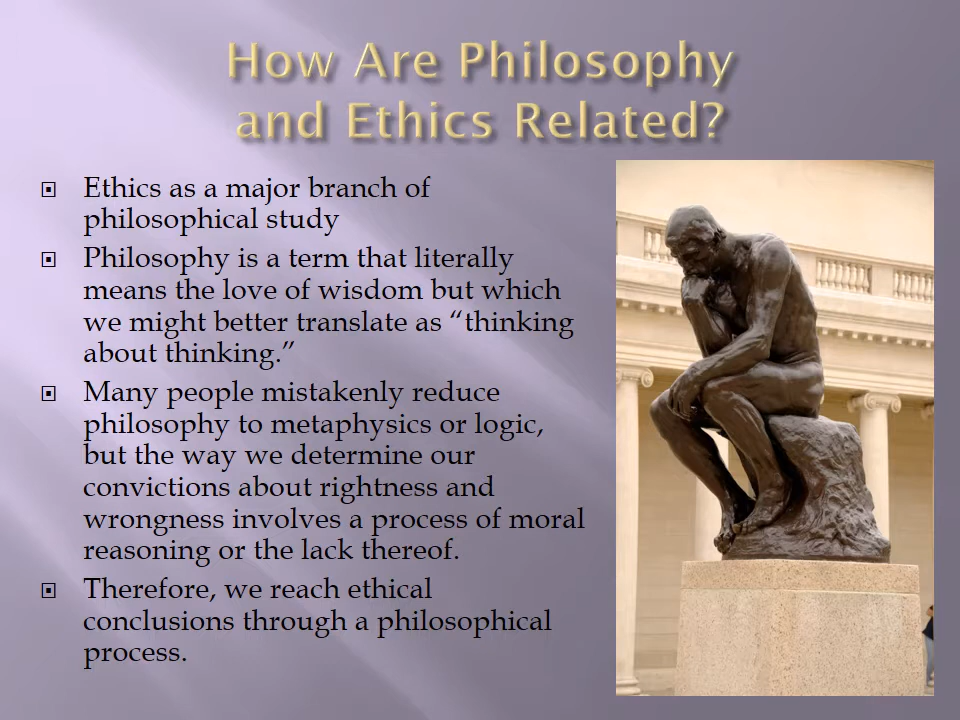 How Are Philosophy
and Ethics Related?
Ethics as a major branch of
philosophical study
Philosophy is a term that literally
means the love of wisdom but which
we might better translate as “thinking
about thinking.”
Many people mistakenly reduce
philosophy to metaphysics or logic,
but the way we determine our
convictions about rightness and
wrongness involves a process of moral
reasoning or the lack thereof.
Therefore, we reach ethical
conclusions through a philosophical
process.